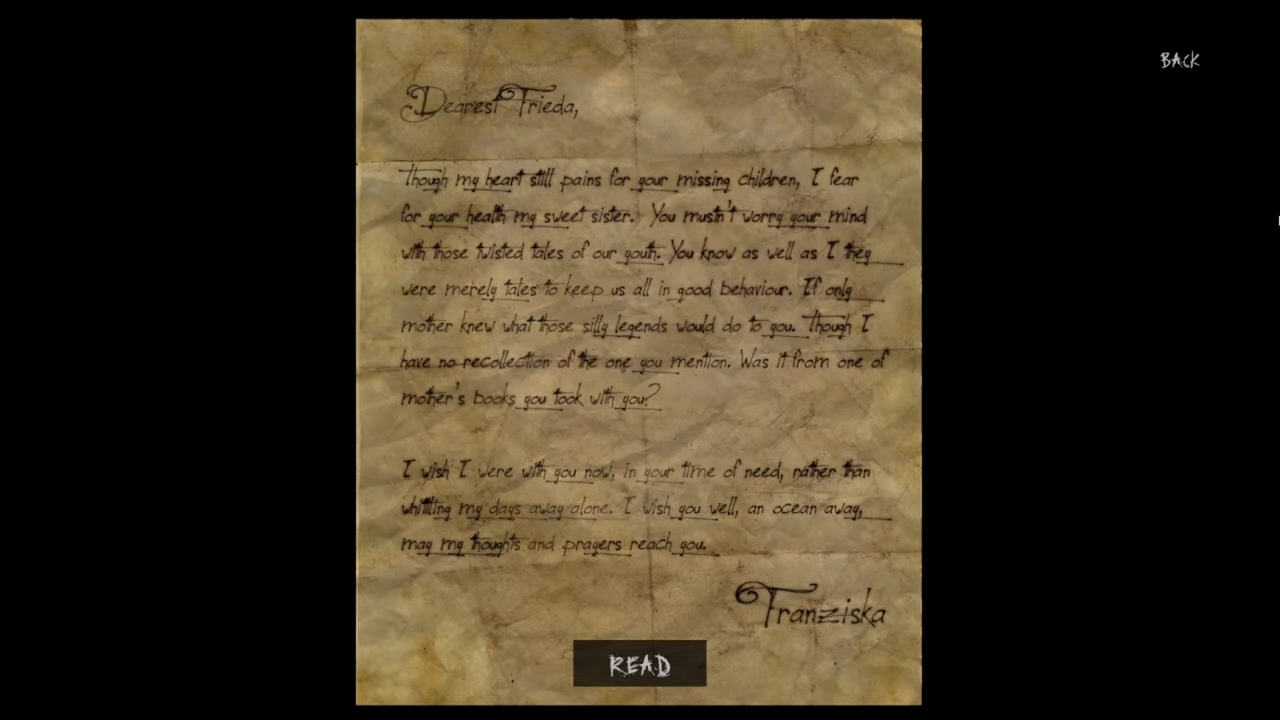 BACK
Dearest Frieda,
Though my heart still pains for your missing children, I fear
for your health my sweet sister. You mustn't worry your mind
with those twisted tales of our youth. You know as well as I they
were merely tales to keep us all in good behaviour. If only
mother knew what those silly legends would do to you. Though I
have no recollection of the one you mention. Was it from one of
mother's books you took with you?
I wish I were with you now, in your time of need, rather than
whittling my days away alone. I wish you well, an ocean away,
may my thoughts and prayers reach you.
Franziska
READ